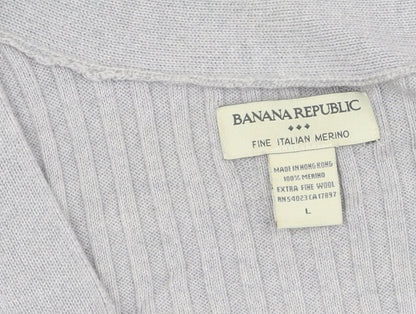 BANANA REPUBLIC
FINE ITALIAN MERINO
MADE IN HONG KONG
100% MERINO
EXTRA FINE WOOL
RN 54023 CA 17897
L